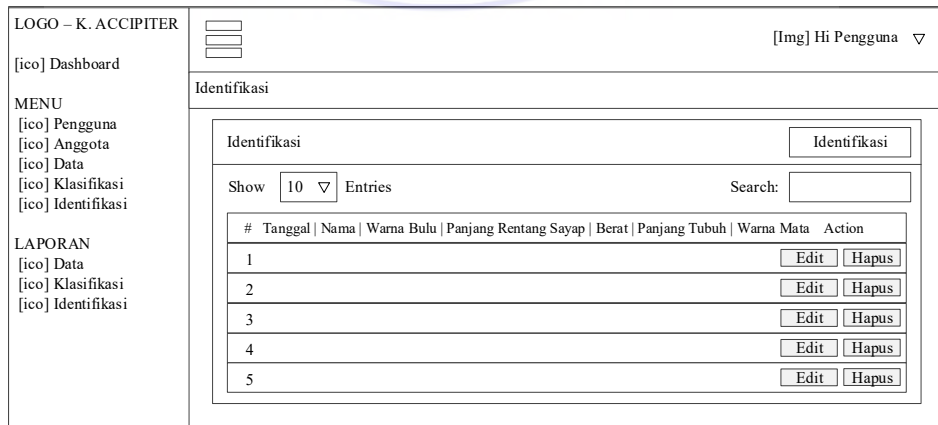 LOGO – K. ACCIPITER
[ico] Dashboard
MENU
[ico] Pengguna
[ico] Anggota
[ico] Data
[ico] Klasifikasi
[ico] Identifikasi
LAPORAN
[ico] Data
[ico] Klasifikasi
[ico] Identifikasi
[Img] Hi Pengguna
Identifikasi
Identifikasi Identifikasi
Show 10 Entries Search:
# Tanggal | Nama | Warna Bulu | Panjang Rentang Sayap | Berat | Panjang Tubuh | Warna Mata Action
1 Edit Hapus
2 Edit Hapus
3 Edit Hapus
4 Edit Hapus
5 Edit Hapus